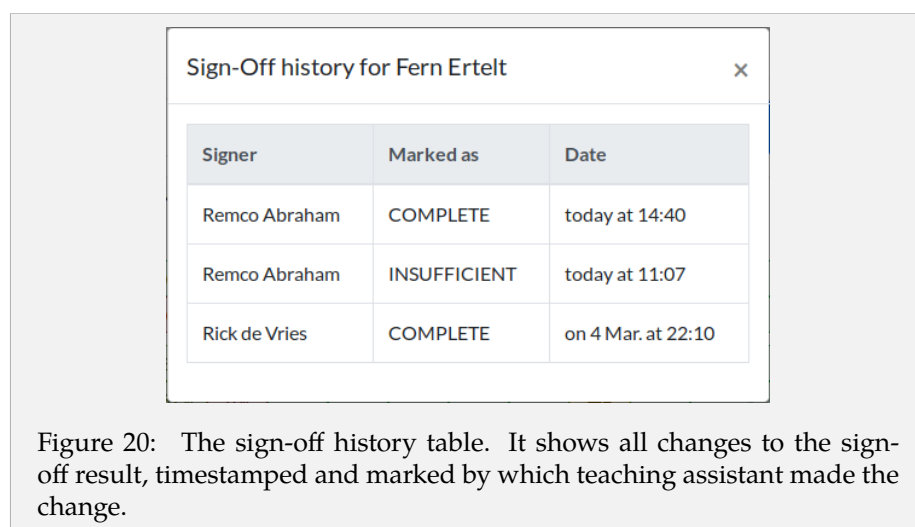 Sign-Off history for Fern Ertelt ×
Signer Marked as Date
Remco Abraham COMPLETE today at 14:40
Remco Abraham INSUFFICIENT today at 11:07
Rick de Vries COMPLETE on 4 Mar. at 22:10
Figure 20: The sign-off history table. It shows all changes to the sign-
off result, timestamped and marked by which teaching assistant made the
change.